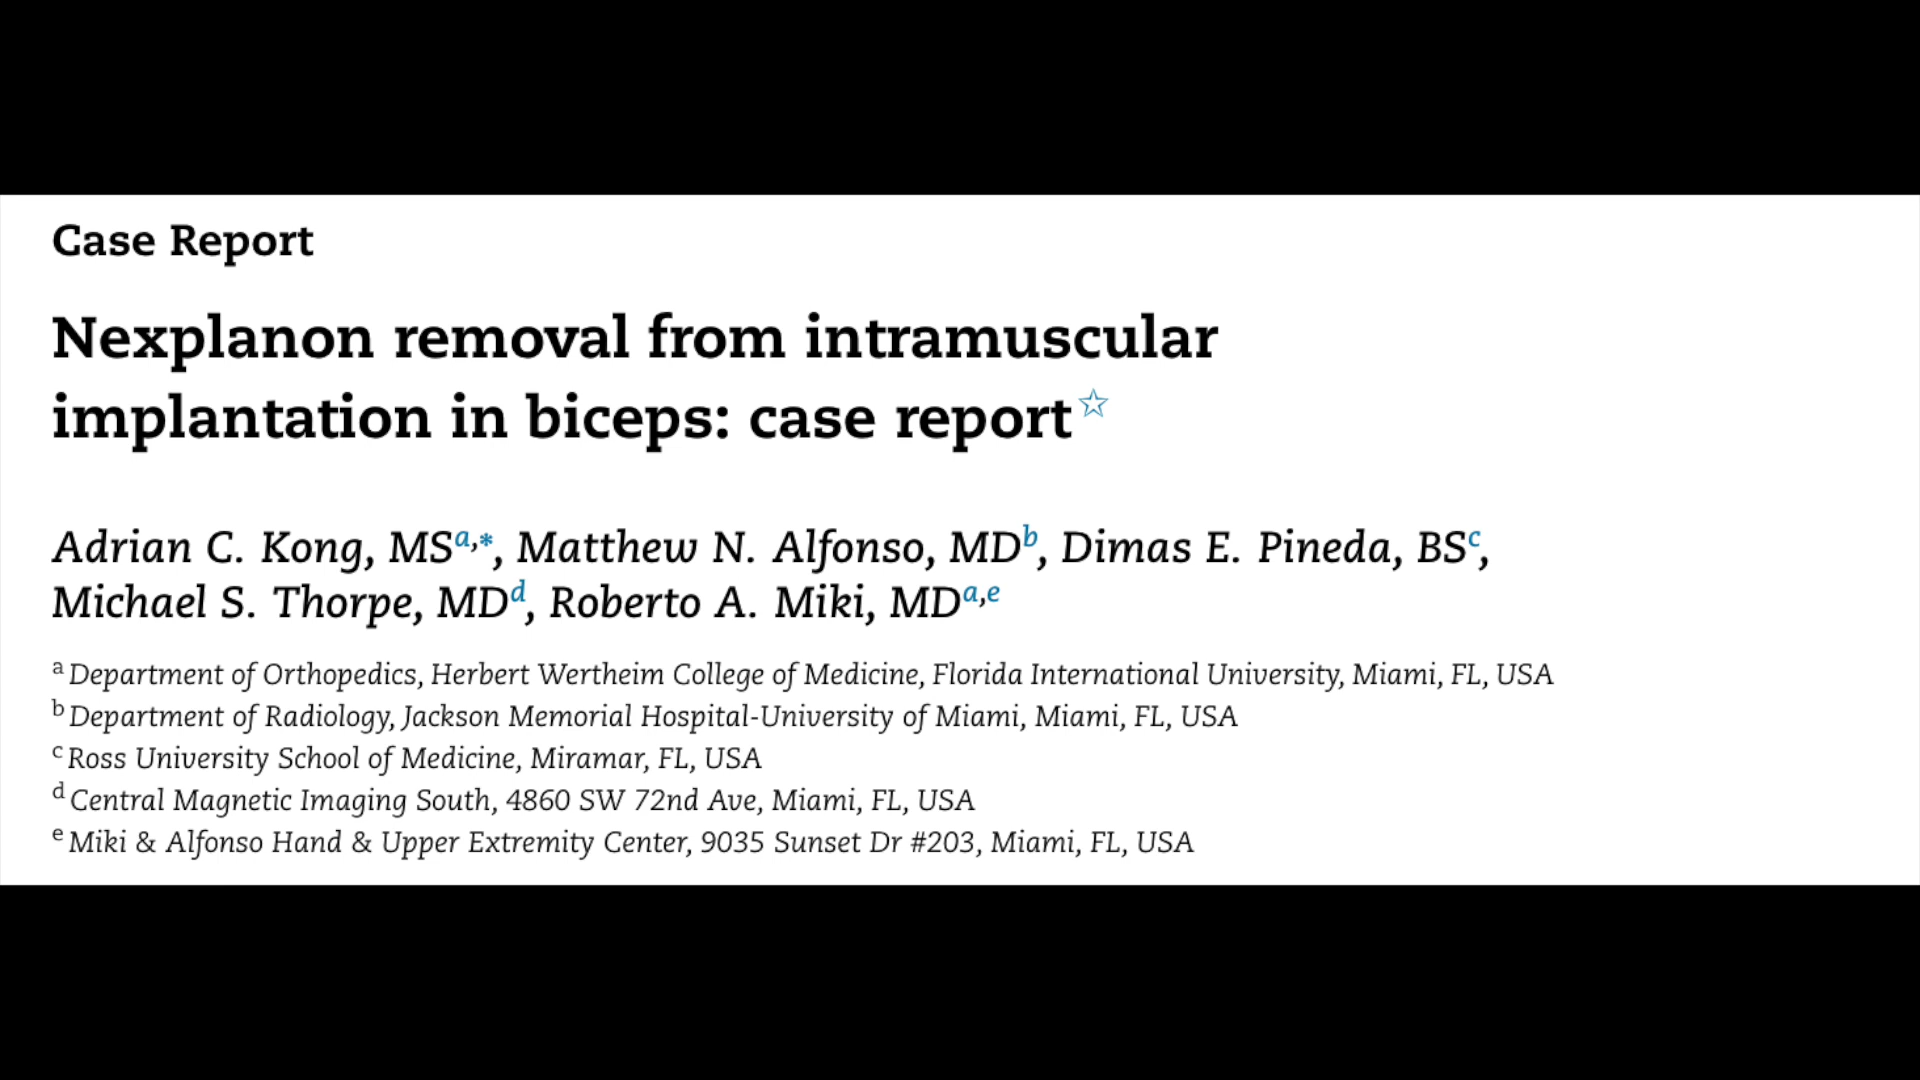 Case Report
Nexplanon removal from intramuscular
implantation in biceps: case report☆
Adrian C. Kong, MSa,*, Matthew N. Alfonso, MDb, Dimas E. Pineda, BSc,
Michael S. Thorpe, MDd, Roberto A. Miki, MDa,e
a Department of Orthopedics, Herbert Wertheim College of Medicine, Florida International University, Miami, FL, USA
b Department of Radiology, Jackson Memorial Hospital-University of Miami, Miami, FL, USA
c Ross University School of Medicine, Miramar, FL, USA
d Central Magnetic Imaging South, 4860 SW 72nd Ave, Miami, FL, USA
e Miki & Alfonso Hand & Upper Extremity Center, 9035 Sunset Dr #203, Miami, FL, USA